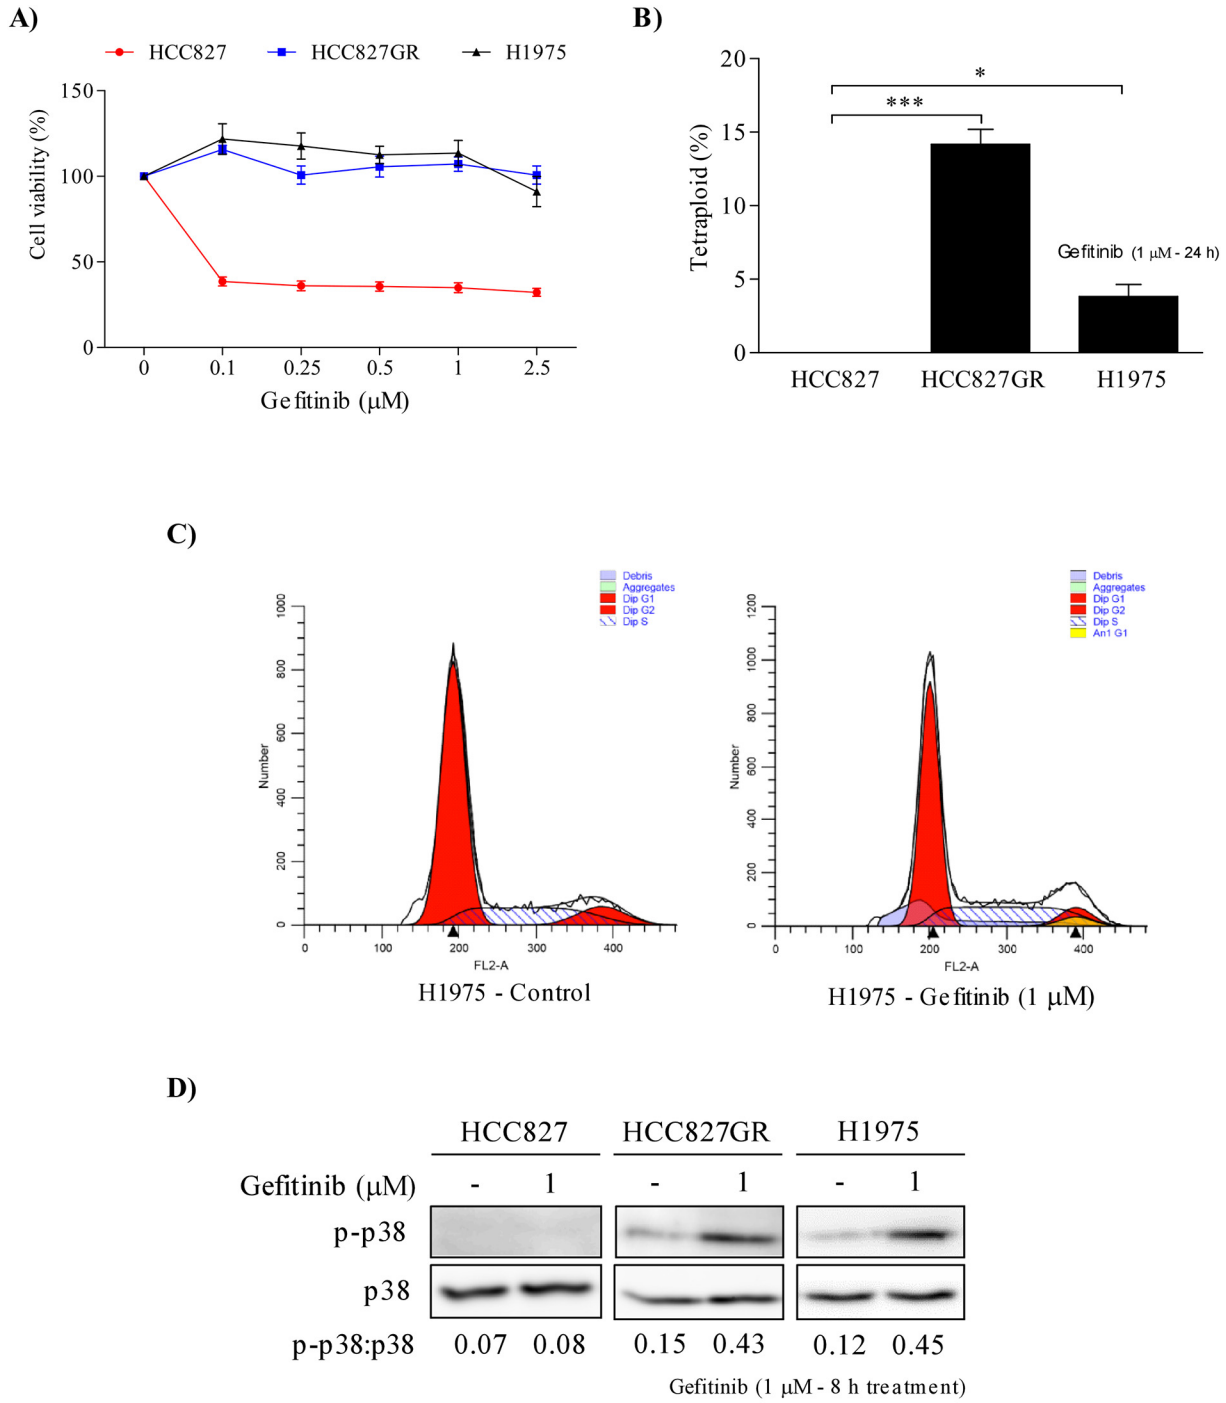 A)
HCC827 HCC827GR H1975
Cell viability (%)
150
100
50
0
0 0.1 0.25 0.5 1 2.5
Gefitinib (μM)
B)
Tetraploid (%)
20
15
10
5
0
*
***
Gefitinib (1 μM - 24 h)
HCC827 HCC827GR H1975
C)
Debris
Aggregates
Dip G1
Dip G2
Dip S
Number
1000
800
600
400
200
0
0 100 200 300 400
FL2-A
H1975 - Control
Debris
Aggregates
Dip G1
Dip G2
Dip S
An1 G1
Number
1200
1000
800
600
400
200
0
0 100 200 300 400
FL2-A
H1975 - Gefitinib (1 μM)
D)
HCC827 HCC827GR H1975
Gefitinib (μM) - 1 - 1 - 1
p-p38
p38
p-p38:p38 0.07 0.08 0.15 0.43 0.12 0.45
Gefitinib (1 μM - 8 h treatment)